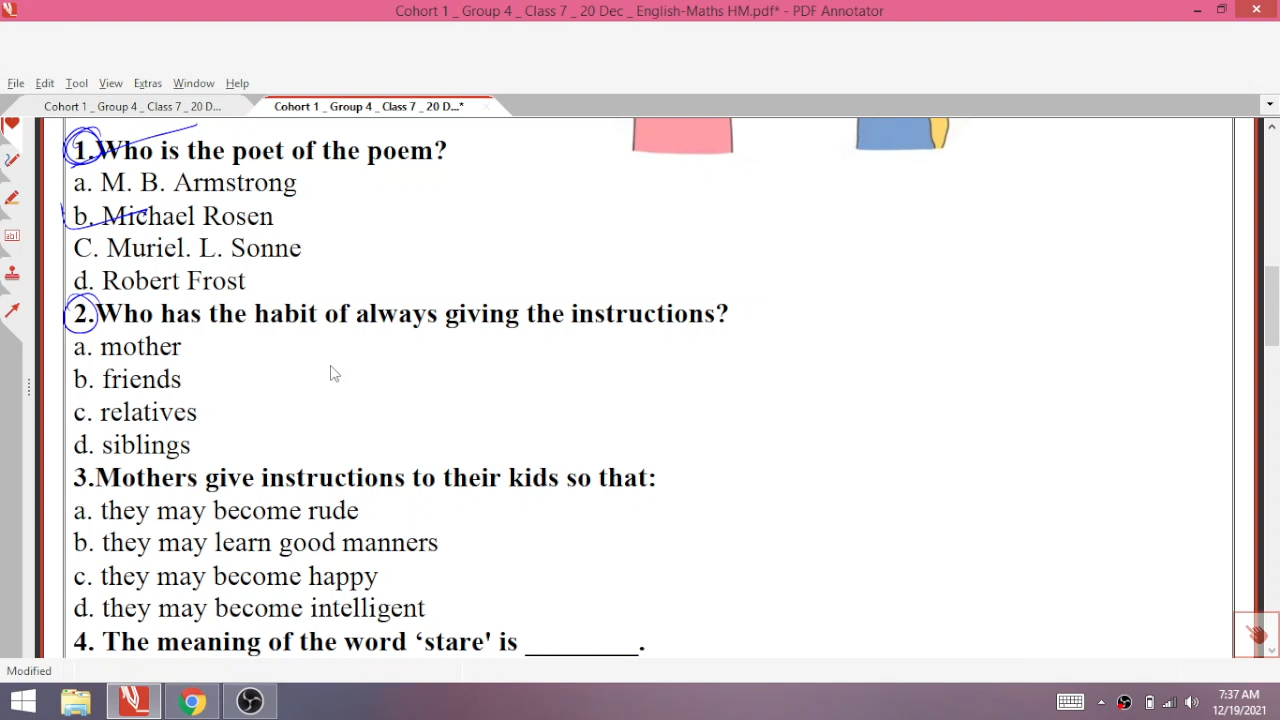 Cohort 1 _ Group 4 _ Class 7 _ 20 Dec _ English-Maths HM.pdf* - PDF Annotator
File Edit Tool View Extras Window Help
Cohort 1 _ Group 4 _ Class 7 _ 20 D... Cohort 1 _ Group 4 _ Class 7 _ 20 D...*
1.Who is the poet of the poem?
a. M. B. Armstrong
b. Michael Rosen
C. Muriel. L. Sonne
d. Robert Frost
2.Who has the habit of always giving the instructions?
a. mother
b. friends
c. relatives
d. siblings
3.Mothers give instructions to their kids so that:
a. they may become rude
b. they may learn good manners
c. they may become happy
d. they may become intelligent
4. The meaning of the word ‘stare' is ________.
Modified
7:37 AM
12/19/2021